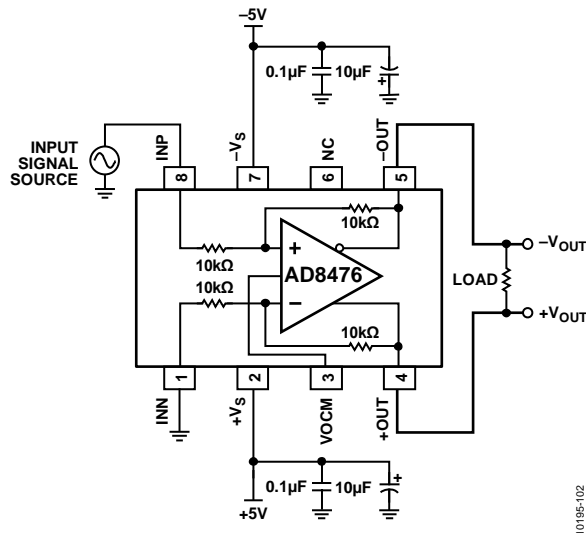 –5V
0.1µF
10µF
+
INPUT
SIGNAL
SOURCE
INP
–VS
NC
–OUT
8
7
6
5
10kΩ
+
10kΩ
10kΩ
AD8476
–
10kΩ
LOAD
–VOUT
+VOUT
1
2
3
4
INN
+VS
VOCM
+OUT
0.1µF
10µF
+
+5V
10195-102